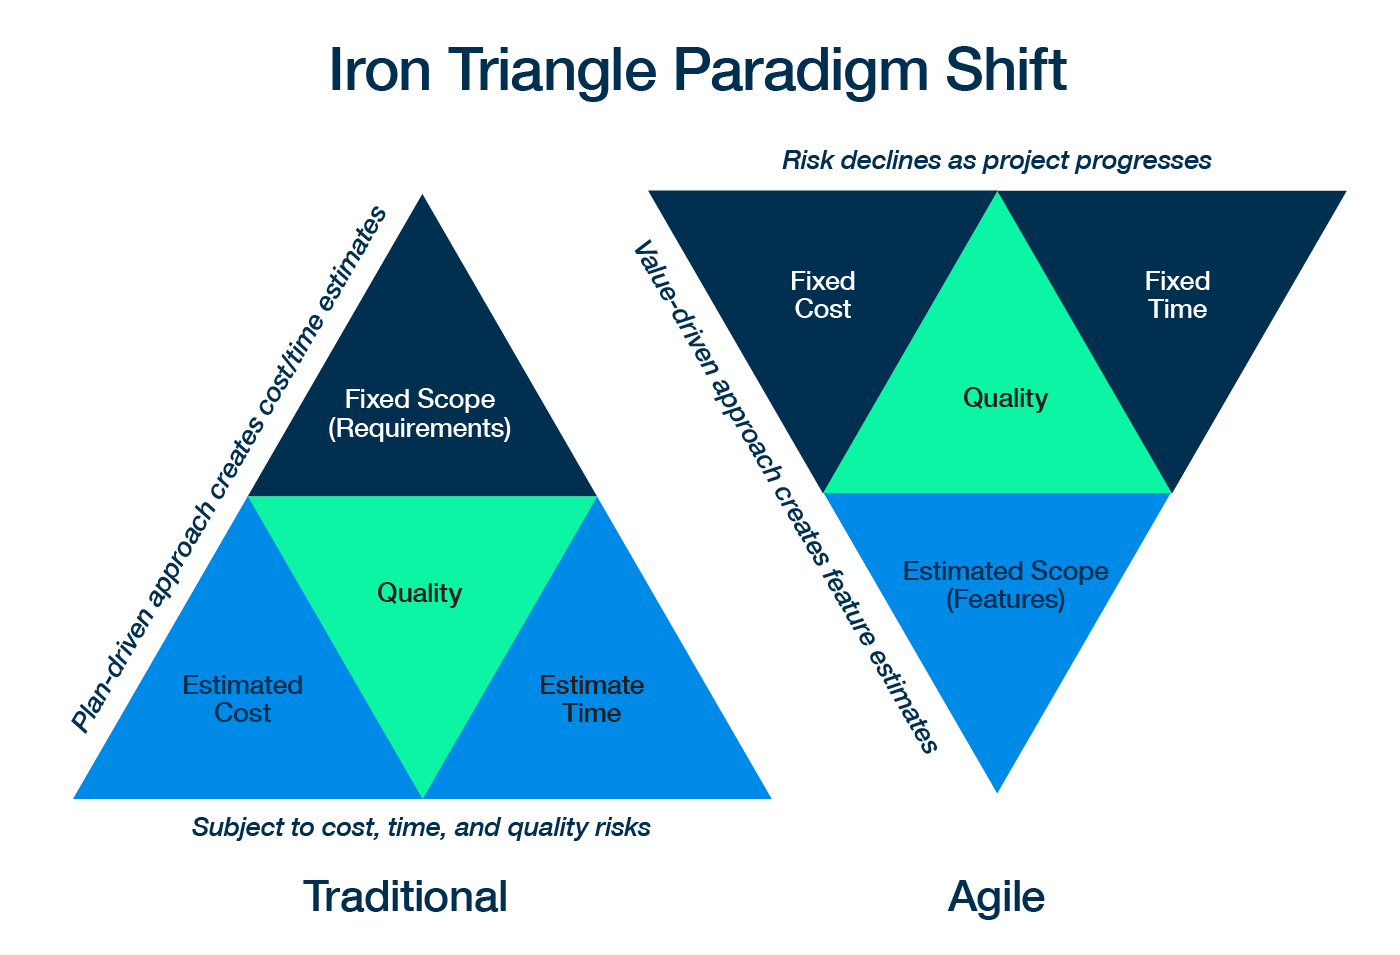 Iron Triangle Paradigm Shift
Plan-driven approach creates cost/time estimates
Fixed Scope
(Requirements)
Quality
Estimated
Cost
Estimate
Time
Subject to cost, time, and quality risks
Traditional
Risk declines as project progresses
Value-driven approach creates feature estimates
Fixed
Cost
Fixed
Time
Quality
Estimated Scope
(Features)
Agile